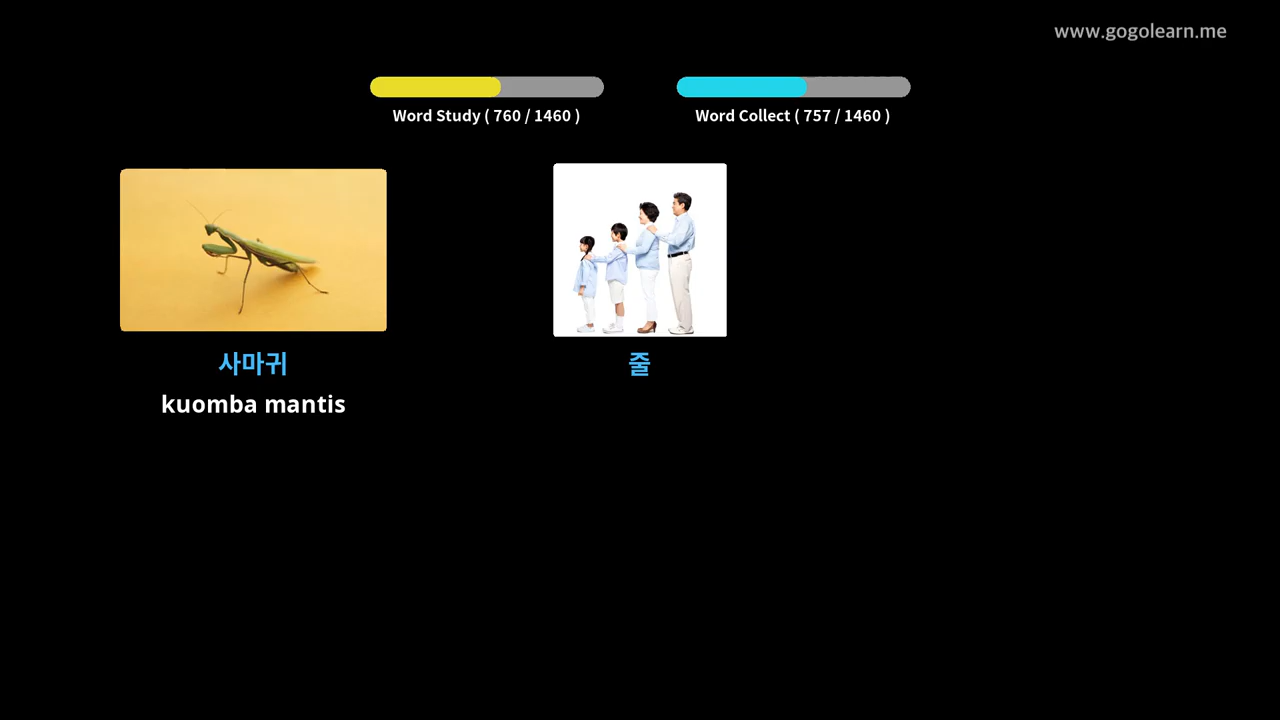 www.gogolearn.me
Word Study ( 760 / 1460 )
Word Collect ( 757 / 1460 )
사마귀
줄
kuomba mantis